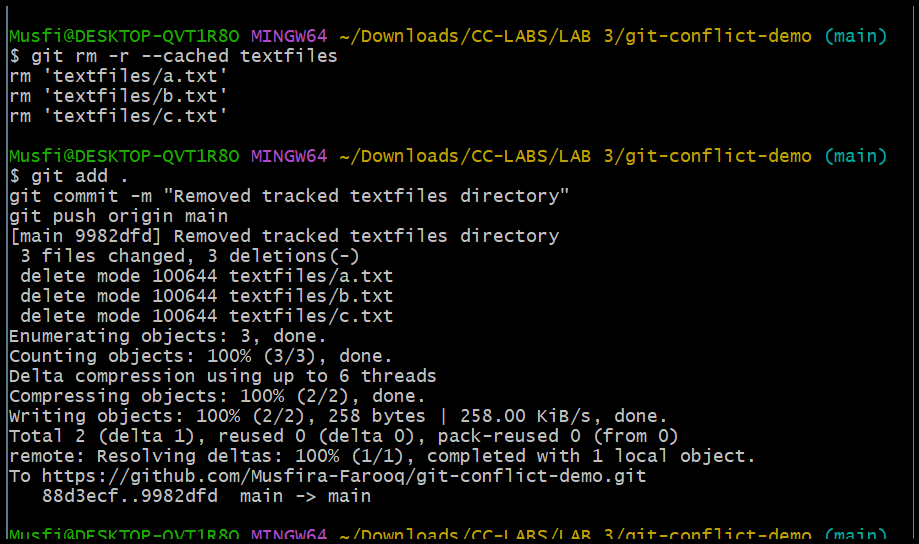 Musfi@DESKTOP-QVT1R8O MINGW64 ~/Downloads/CC-LABS/LAB 3/git-conflict-demo (main)
$ git rm -r --cached textfiles
rm 'textfiles/a.txt'
rm 'textfiles/b.txt'
rm 'textfiles/c.txt'
Musfi@DESKTOP-QVT1R8O MINGW64 ~/Downloads/CC-LABS/LAB 3/git-conflict-demo (main)
$ git add .
git commit -m "Removed tracked textfiles directory"
git push origin main
[main 9982dfd] Removed tracked textfiles directory
 3 files changed, 3 deletions(-)
 delete mode 100644 textfiles/a.txt
 delete mode 100644 textfiles/b.txt
 delete mode 100644 textfiles/c.txt
Enumerating objects: 3, done.
Counting objects: 100% (3/3), done.
Delta compression using up to 6 threads
Compressing objects: 100% (2/2), done.
Writing objects: 100% (2/2), 258 bytes | 258.00 KiB/s, done.
Total 2 (delta 1), reused 0 (delta 0), pack-reused 0 (from 0)
remote: Resolving deltas: 100% (1/1), completed with 1 local object.
To https://github.com/Musfira-Farooq/git-conflict-demo.git
   88d3ecf..9982dfd  main -> main
Musfi@DESKTOP-QVT1R8O MINGW64 ~/Downloads/CC-LABS/LAB 3/git-conflict-demo (main)